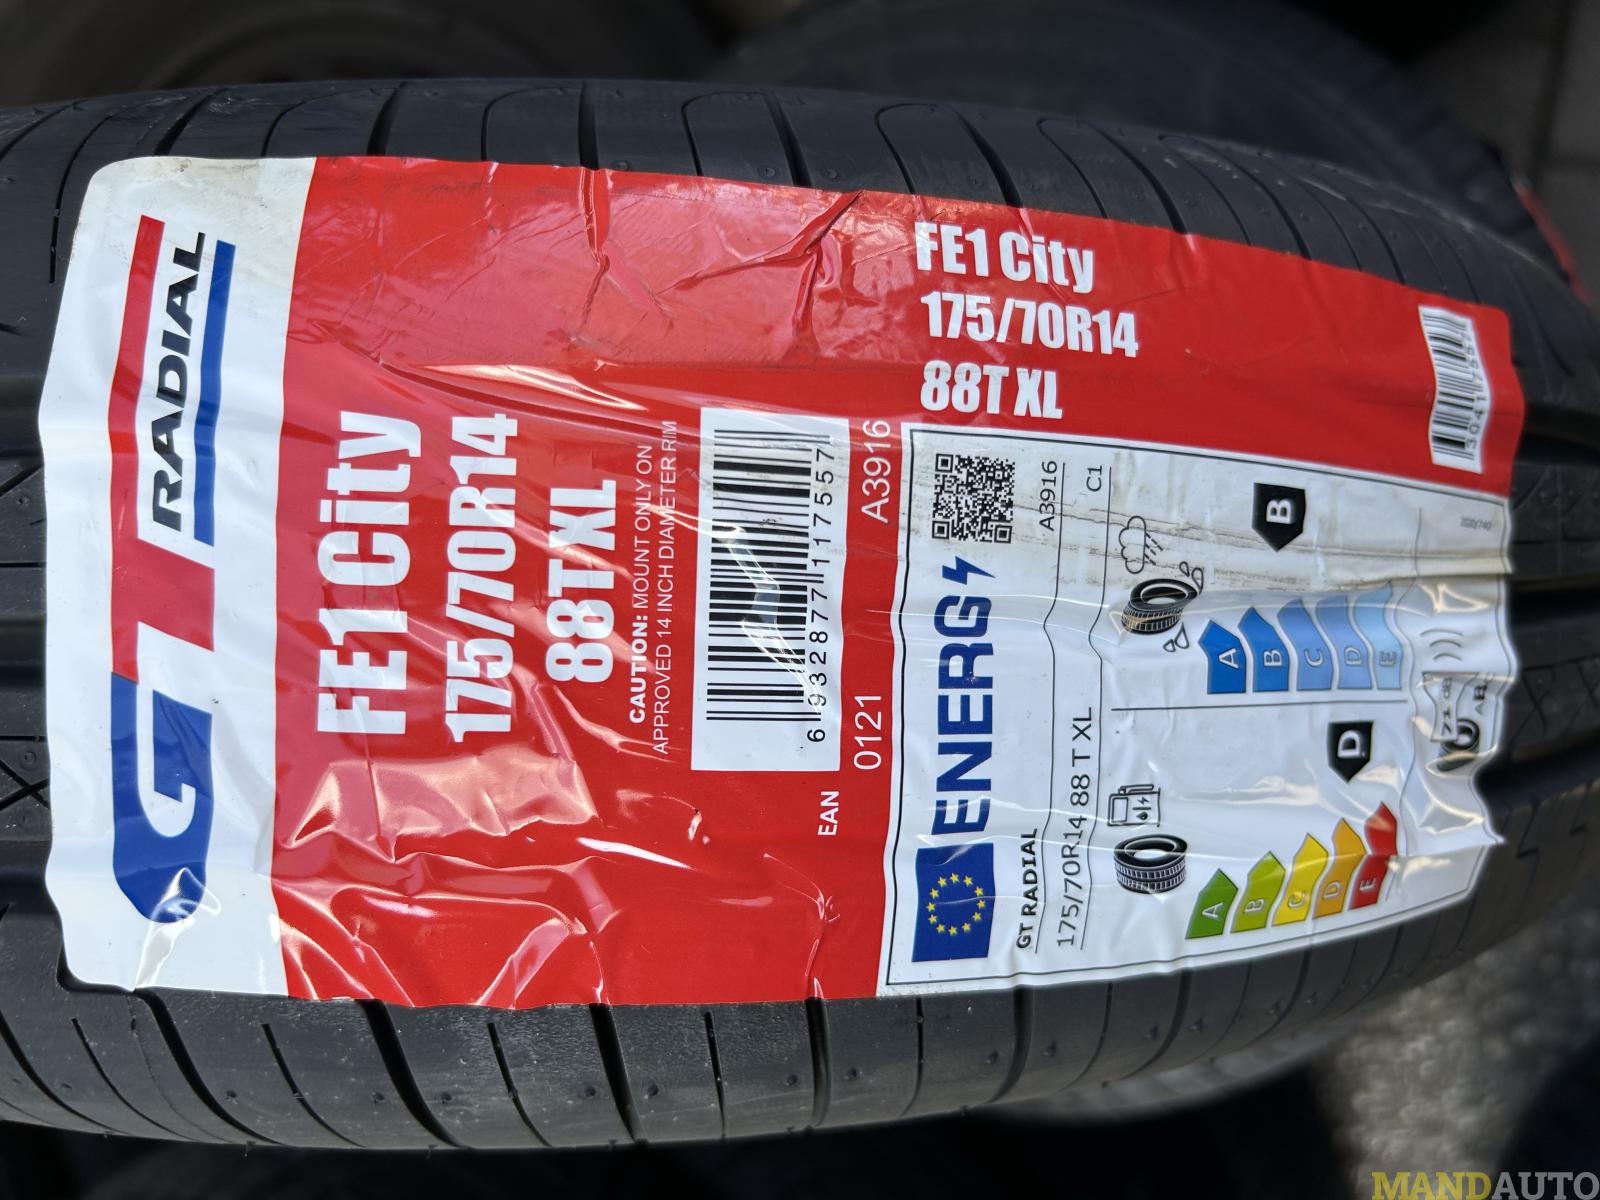 GT RADIAL
FE1 City
175/70R14
88T XL
CAUTION: MOUNT ONLY ON
APPROVED 14 INCH DIAMETER RIM
6 932877 117557
EAN
0121
A3916
FE1 City
175/70R14
88T XL
ENERG
GT RADIAL
A3916
175/70R14 88 T XL
C1
D
A
B
C
D
E
B
A
B
C
D
E
71 dB
MANDAUTO